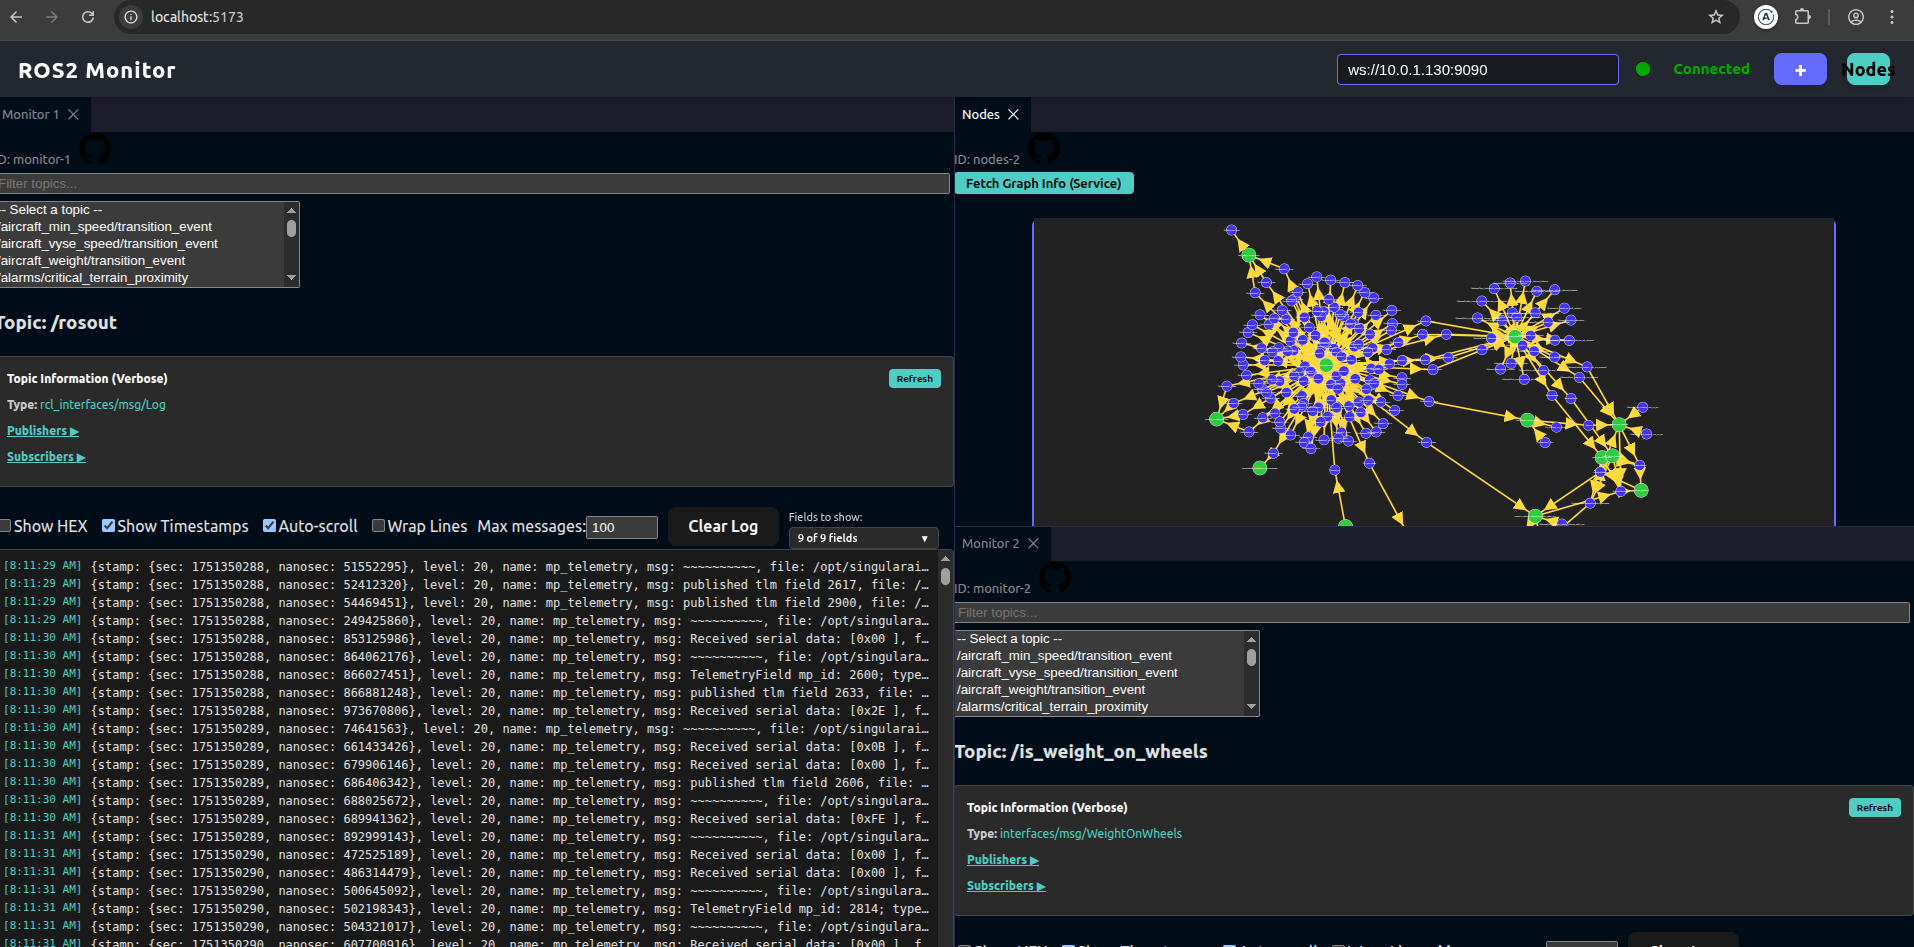 localhost:5173
ROS2 Monitor
ws://10.0.1.130:9090
Connected
+
Nodes
Monitor 1
D: monitor-1
Filter topics...
-- Select a topic --
/aircraft_min_speed/transition_event
/aircraft_vyse_speed/transition_event
/aircraft_weight/transition_event
/alarms/critical_terrain_proximity
Topic: /rosout
Topic Information (Verbose)
Refresh
Type: rcl_interfaces/msg/Log
Publishers ▶
Subscribers ▶
Show HEX Show Timestamps Auto-scroll Wrap Lines Max messages: 100 Clear Log
Fields to show:
9 of 9 fields ▼
[8:11:29 AM] {stamp: {sec: 1751350288, nanosec: 51552295}, level: 20, name: mp_telemetry, msg: ~~~~~~~~~~, file: /opt/singularai…
[8:11:29 AM] {stamp: {sec: 1751350288, nanosec: 52412320}, level: 20, name: mp_telemetry, msg: published tlm field 2617, file: /…
[8:11:29 AM] {stamp: {sec: 1751350288, nanosec: 54469451}, level: 20, name: mp_telemetry, msg: published tlm field 2900, file: /…
[8:11:29 AM] {stamp: {sec: 1751350288, nanosec: 249425860}, level: 20, name: mp_telemetry, msg: ~~~~~~~~~~, file: /opt/singulara…
[8:11:30 AM] {stamp: {sec: 1751350288, nanosec: 853125986}, level: 20, name: mp_telemetry, msg: Received serial data: [0x00 ], f…
[8:11:30 AM] {stamp: {sec: 1751350288, nanosec: 864062176}, level: 20, name: mp_telemetry, msg: ~~~~~~~~~~, file: /opt/singulara…
[8:11:30 AM] {stamp: {sec: 1751350288, nanosec: 866027451}, level: 20, name: mp_telemetry, msg: TelemetryField mp_id: 2600; type…
[8:11:30 AM] {stamp: {sec: 1751350288, nanosec: 866881248}, level: 20, name: mp_telemetry, msg: published tlm field 2633, file: …
[8:11:30 AM] {stamp: {sec: 1751350288, nanosec: 973670806}, level: 20, name: mp_telemetry, msg: Received serial data: [0x2E ], f…
[8:11:30 AM] {stamp: {sec: 1751350289, nanosec: 74641563}, level: 20, name: mp_telemetry, msg: ~~~~~~~~~~, file: /opt/singularai…
[8:11:30 AM] {stamp: {sec: 1751350289, nanosec: 661433426}, level: 20, name: mp_telemetry, msg: Received serial data: [0x0B ], f…
[8:11:30 AM] {stamp: {sec: 1751350289, nanosec: 679906146}, level: 20, name: mp_telemetry, msg: Received serial data: [0x00 ], f…
[8:11:30 AM] {stamp: {sec: 1751350289, nanosec: 686406342}, level: 20, name: mp_telemetry, msg: published tlm field 2606, file: …
[8:11:30 AM] {stamp: {sec: 1751350289, nanosec: 688025672}, level: 20, name: mp_telemetry, msg: ~~~~~~~~~~, file: /opt/singulara…
[8:11:30 AM] {stamp: {sec: 1751350289, nanosec: 689941362}, level: 20, name: mp_telemetry, msg: Received serial data: [0xFE ], f…
[8:11:31 AM] {stamp: {sec: 1751350289, nanosec: 892999143}, level: 20, name: mp_telemetry, msg: ~~~~~~~~~~, file: /opt/singulara…
[8:11:31 AM] {stamp: {sec: 1751350290, nanosec: 472525189}, level: 20, name: mp_telemetry, msg: Received serial data: [0x00 ], f…
[8:11:31 AM] {stamp: {sec: 1751350290, nanosec: 486314479}, level: 20, name: mp_telemetry, msg: Received serial data: [0x00 ], f…
[8:11:31 AM] {stamp: {sec: 1751350290, nanosec: 500645092}, level: 20, name: mp_telemetry, msg: ~~~~~~~~~~, file: /opt/singulara…
[8:11:31 AM] {stamp: {sec: 1751350290, nanosec: 502198343}, level: 20, name: mp_telemetry, msg: TelemetryField mp_id: 2814; type…
[8:11:31 AM] {stamp: {sec: 1751350290, nanosec: 504321017}, level: 20, name: mp_telemetry, msg: ~~~~~~~~~~, file: /opt/singulara…
[8:11:31 AM] {stamp: {sec: 1751350290, nanosec: 607700916}, level: 20, name: mp_telemetry, msg: Received serial data: [0x00 ], f…
Nodes
ID: nodes-2
Fetch Graph Info (Service)
Monitor 2
ID: monitor-2
Filter topics...
-- Select a topic --
/aircraft_min_speed/transition_event
/aircraft_vyse_speed/transition_event
/aircraft_weight/transition_event
/alarms/critical_terrain_proximity
Topic: /is_weight_on_wheels
Topic Information (Verbose)
Refresh
Type: interfaces/msg/WeightOnWheels
Publishers ▶
Subscribers ▶